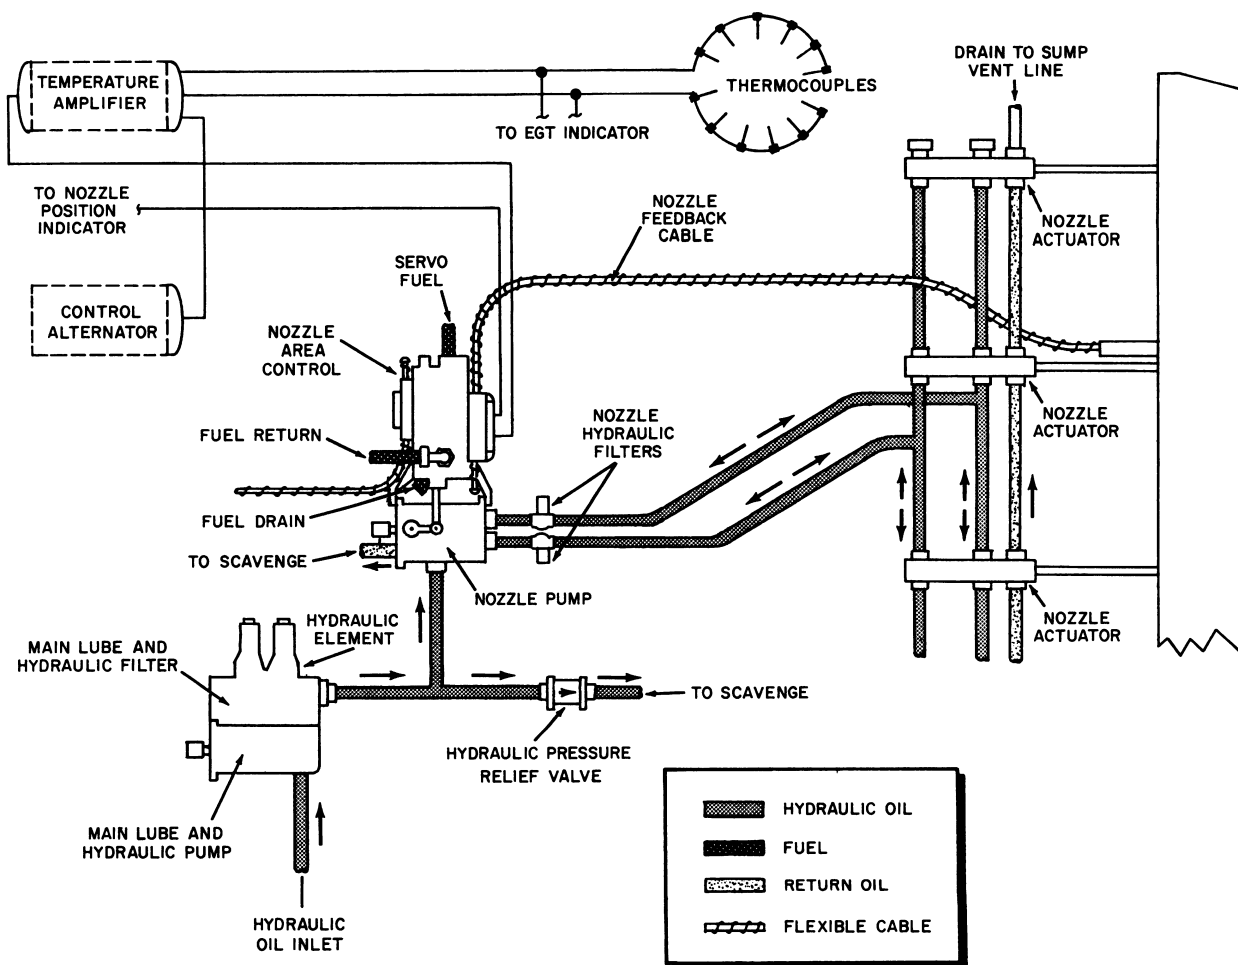 DRAIN TO SUMP
VENT LINE
TEMPERATURE
AMPLIFIER
THERMOCOUPLES
TO EGT INDICATOR
TO NOZZLE
POSITION
INDICATOR
NOZZLE
FEEDBACK
CABLE
NOZZLE
ACTUATOR
SERVO
FUEL
CONTROL
ALTERNATOR
NOZZLE
AREA
CONTROL
NOZZLE
HYDRAULIC
FILTERS
NOZZLE
ACTUATOR
FUEL RETURN
FUEL DRAIN
TO SCAVENGE
NOZZLE PUMP
NOZZLE
ACTUATOR
HYDRAULIC
ELEMENT
MAIN LUBE AND
HYDRAULIC FILTER
TO SCAVENGE
HYDRAULIC PRESSURE
RELIEF VALVE
MAIN LUBE AND
HYDRAULIC PUMP
HYDRAULIC
OIL INLET
HYDRAULIC OIL
FUEL
RETURN OIL
FLEXIBLE CABLE